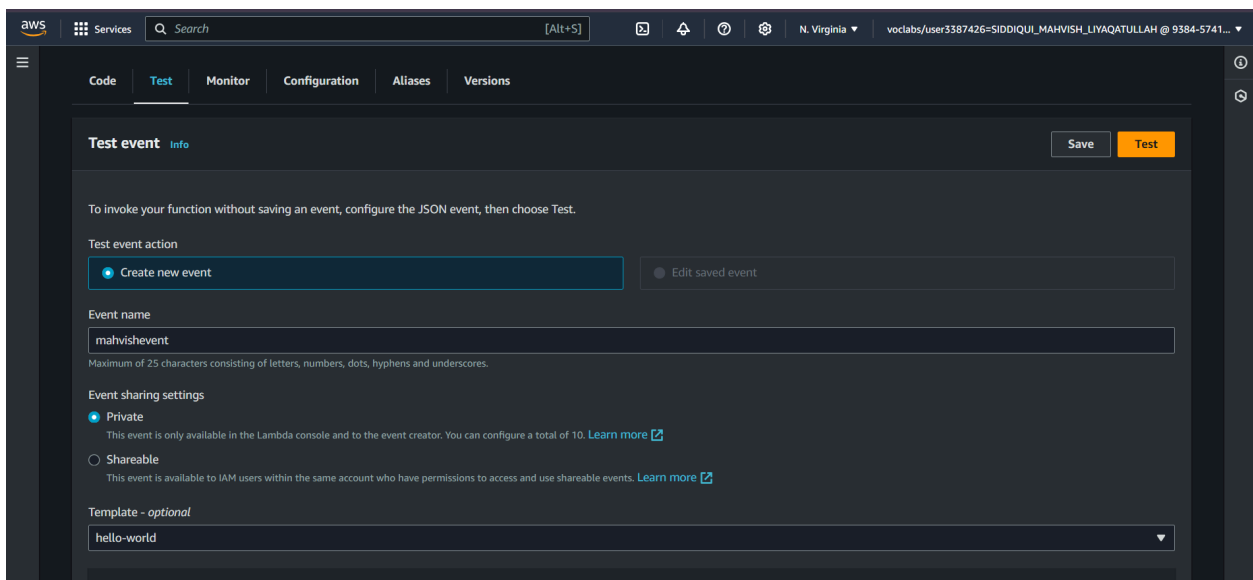 aws Services Search [Alt+S] N. Virginia ▼ voclabs/user3387426=SIDDIQUI_MAHVISH_LIYAQATULLAH @ 9384-5741... ▼
Code Test Monitor Configuration Aliases Versions
Test event Info Save Test
To invoke your function without saving an event, configure the JSON event, then choose Test.
Test event action
Create new event Edit saved event
Event name
mahvishevent
Maximum of 25 characters consisting of letters, numbers, dots, hyphens and underscores.
Event sharing settings
Private
This event is only available in the Lambda console and to the event creator. You can configure a total of 10. Learn more
Shareable
This event is available to IAM users within the same account who have permissions to access and use shareable events. Learn more
Template - optional
hello-world